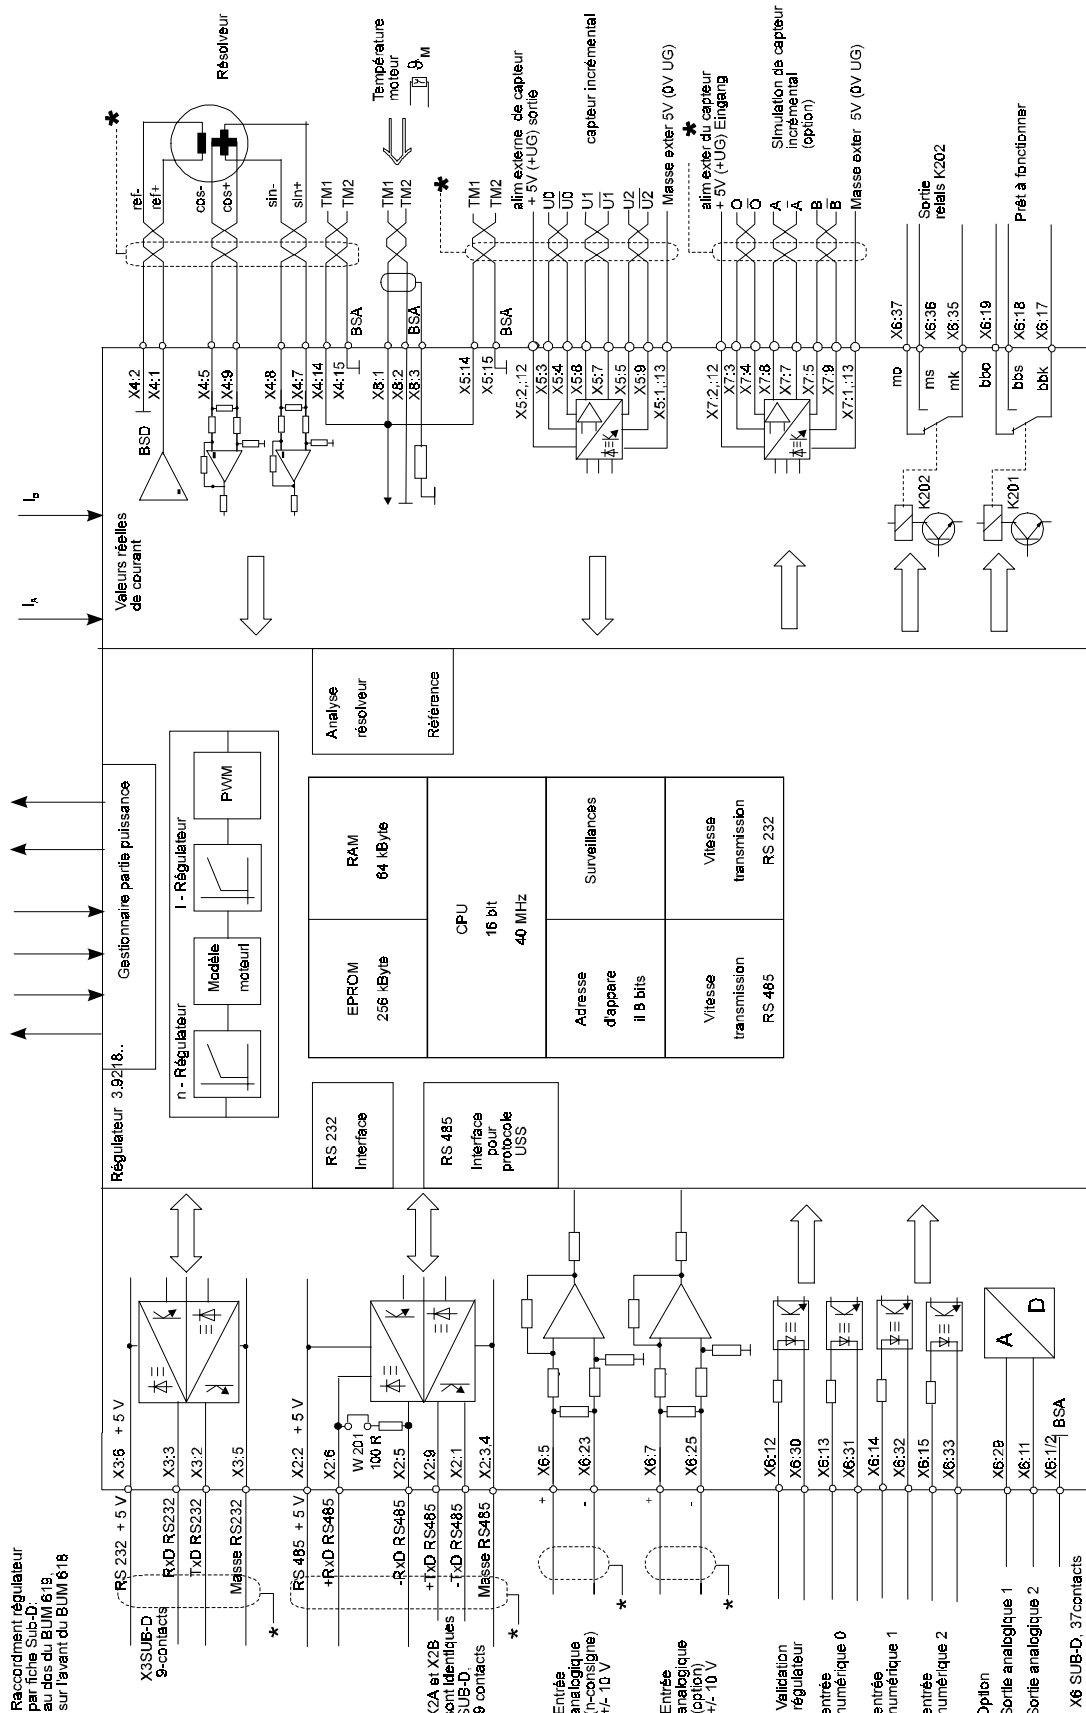 Raccordment régulateur
par fiche Sub-D:
au dos du BUM 619,
sur l'avant du BUM 618
X3SUB-D
9-contacts
RS 232 + 5 V
RxD RS232
TxD RS232
Masse RS232
X3:6 + 5 V
X3:3
X3:2
X3:5
*
X2A et X2B
sont identiques
SUB-D,
9 contacts
RS 485 + 5 V
+RxD RS485
-RxD RS485
+TxD RS485
-TxD RS485
Masse RS485
X2:2 + 5 V
X2:6
W 201
100 R
X2:5
X2:9
X2:1
X2:3,4
*
Entrée
analogique
(n-consigne)
+/- 10 V
+
-
X6:5
X6:23
*
Entrée
analogique
(option)
+/- 10 V
+
-
X6:7
X6:25
*
Validation
régulateur
X6:12
X6:30
entrée
numérique 0
X6:13
X6:31
entrée
numérique 1
X6:14
X6:32
entrée
numérique 2
X6:15
X6:33
Option
Sortie analogique 1
Sortie analogique 2
X6:29
X6:11
X6:1/2
BSA
A
D
X6 SUB-D, 37contacts
Régulateur 3.9218..
Gestionnaire partie puissance
n - Régulateur
Modèle
moteurl
I - Régulateur
PWM
RS 232
Interface
RS 485
Interface
pour
protocole
USS
EPROM
256 kByte
RAM
64 kByte
CPU
16 bit
40 MHz
Adresse
d'appare
il 8 bits
Surveillances
Vitesse
transmission
RS 485
Vitesse
transmission
RS 232
Analyse
résolveur
Référence
I_A
I_B
Valeurs réelles
de courant
BSD
X4:2
X4:1
X4:5
X4:9
X4:8
X4:7
X4:14
X4:15
BSA
*
ref-
ref+
cos-
cos+
sin-
sin+
TM1
TM2
Résolveur
X8:1
X8:2
X8:3
BSA
TM1
TM2
Température
moteur
ϑM
X5:14
X5:15
BSA
*
TM1
TM2
X5:2,:12
X5:3
X5:4
X5:8
X5:7
X5:5
X5:9
X5:1,:13
alim externe de capteur
+ 5V (+UG) sortie
U0
U̅0̅
U1
U̅1̅
U2
U̅2̅
Masse exter 5V (0V UG)
capteur incrémental
X7:2,:12
X7:3
X7:4
X7:8
X7:7
X7:5
X7:9
X7:1,:13
*
alim exter du capteur
+ 5V (+UG) Eingang
O
O̅
A
A̅
B
B̅
Masse exter 5V (0V UG)
SImulation de capteur
incrémental
(option)
K202
mo
ms
mk
X6:37
X6:36
X6:35
Sortie
relais K202
K201
bbo
bbs
bbk
X6:19
X6:18
X6:17
Prêt à fonctionner